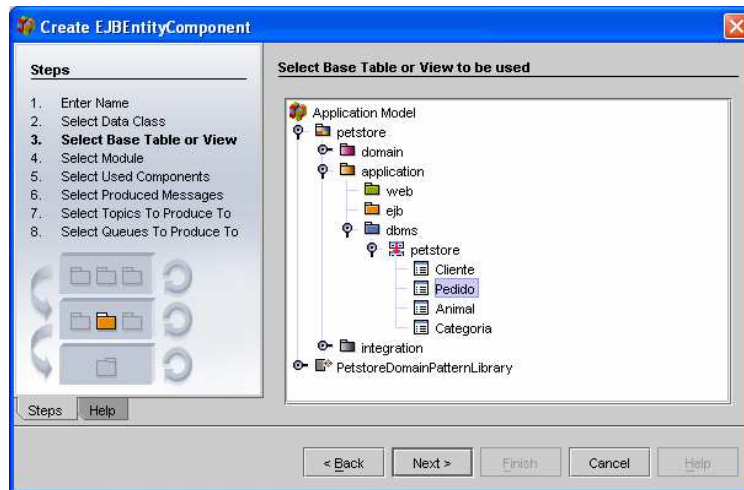 Create EJBEntityComponent
Steps
1. Enter Name
2. Select Data Class
3. Select Base Table or View
4. Select Module
5. Select Used Components
6. Select Produced Messages
7. Select Topics To Produce To
8. Select Queues To Produce To
Steps
Help
Select Base Table or View to be used
Application Model
petstore
domain
application
web
ejb
dbms
petstore
Cliente
Pedido
Animal
Categoria
integration
PetstoreDomainPatternLibrary
< Back
Next >
Finish
Cancel
Help